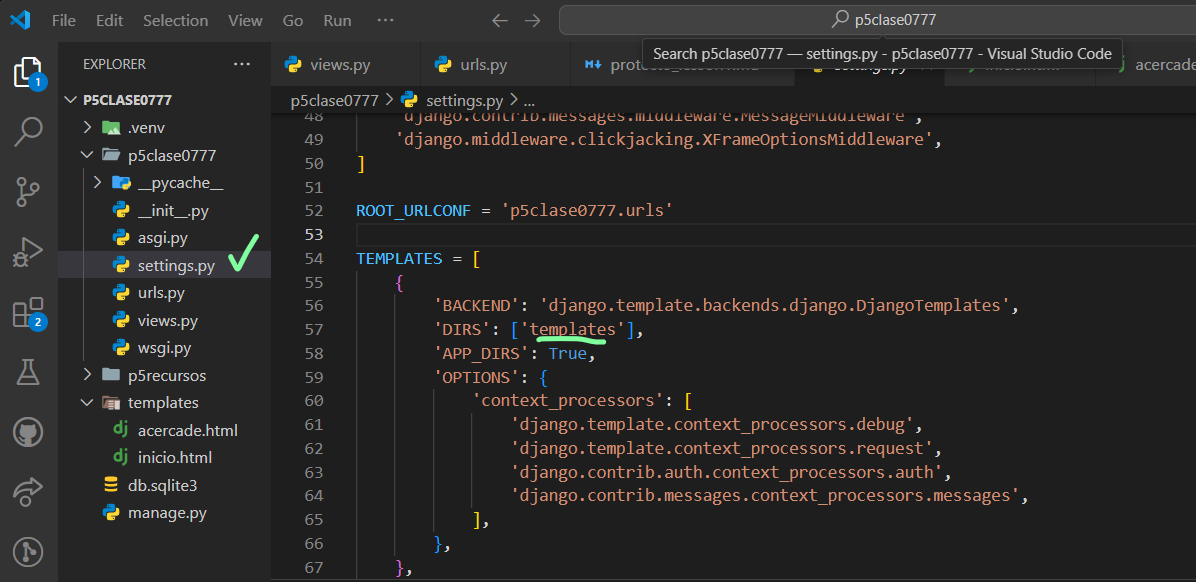 File Edit Selection View Go Run ··· p5clase0777
Search p5clase0777 — settings.py - p5clase0777 - Visual Studio Code
EXPLORER ···
views.py urls.py settings.py acercade
p5clase0777 > settings.py > ...
P5CLASE0777
.venv
p5clase0777
__pycache__
__init__.py
asgi.py
settings.py
urls.py
views.py
wsgi.py
p5recursos
templates
acercade.html
inicio.html
db.sqlite3
manage.py
1
2
48 'django.contrib.messages.middleware.MessageMiddleware',
49 'django.middleware.clickjacking.XFrameOptionsMiddleware',
50 ]
51
52 ROOT_URLCONF = 'p5clase0777.urls'
53
54 TEMPLATES = [
55 {
56 'BACKEND': 'django.template.backends.django.DjangoTemplates',
57 'DIRS': ['templates'],
58 'APP_DIRS': True,
59 'OPTIONS': {
60 'context_processors': [
61 'django.template.context_processors.debug',
62 'django.template.context_processors.request',
63 'django.contrib.auth.context_processors.auth',
64 'django.contrib.messages.context_processors.messages',
65 ],
66 },
67 },